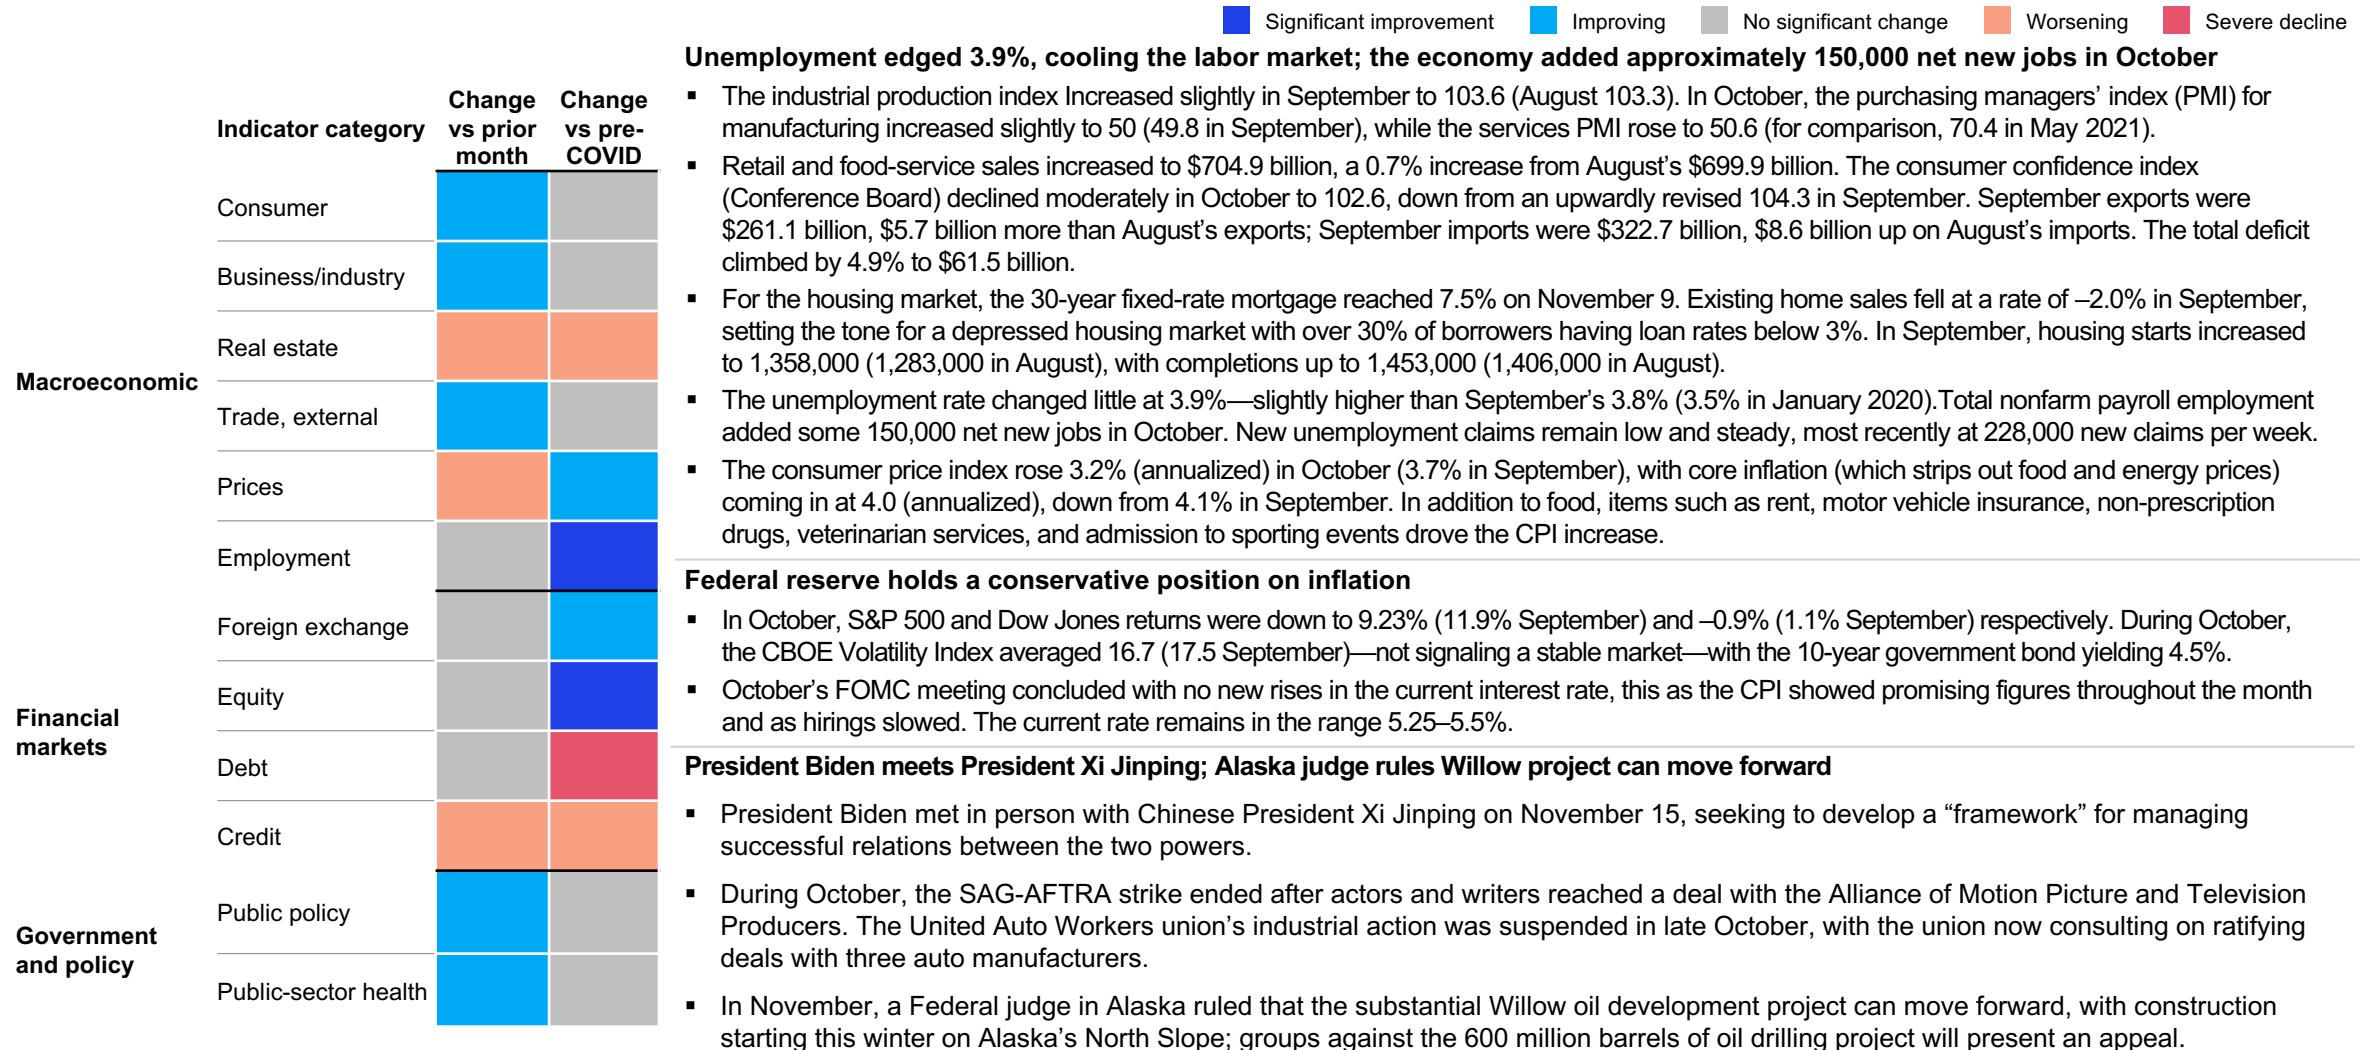 Significant improvement
Improving
No significant change
Worsening
Severe decline
Indicator category
Change
vs prior
month
Change
vs pre-
COVID
Macroeconomic
Consumer
Business/industry
Real estate
Trade, external
Prices
Employment
Financial
markets
Foreign exchange
Equity
Debt
Credit
Government
and policy
Public policy
Public-sector health
Unemployment edged 3.9%, cooling the labor market; the economy added approximately 150,000 net new jobs in October
▪ The industrial production index Increased slightly in September to 103.6 (August 103.3). In October, the purchasing managers’ index (PMI) for
manufacturing increased slightly to 50 (49.8 in September), while the services PMI rose to 50.6 (for comparison, 70.4 in May 2021).
▪ Retail and food-service sales increased to $704.9 billion, a 0.7% increase from August’s $699.9 billion. The consumer confidence index
(Conference Board) declined moderately in October to 102.6, down from an upwardly revised 104.3 in September. September exports were
$261.1 billion, $5.7 billion more than August’s exports; September imports were $322.7 billion, $8.6 billion up on August’s imports. The total deficit
climbed by 4.9% to $61.5 billion.
▪ For the housing market, the 30-year fixed-rate mortgage reached 7.5% on November 9. Existing home sales fell at a rate of –2.0% in September,
setting the tone for a depressed housing market with over 30% of borrowers having loan rates below 3%. In September, housing starts increased
to 1,358,000 (1,283,000 in August), with completions up to 1,453,000 (1,406,000 in August).
▪ The unemployment rate changed little at 3.9%—slightly higher than September’s 3.8% (3.5% in January 2020).Total nonfarm payroll employment
added some 150,000 net new jobs in October. New unemployment claims remain low and steady, most recently at 228,000 new claims per week.
▪ The consumer price index rose 3.2% (annualized) in October (3.7% in September), with core inflation (which strips out food and energy prices)
coming in at 4.0 (annualized), down from 4.1% in September. In addition to food, items such as rent, motor vehicle insurance, non-prescription
drugs, veterinarian services, and admission to sporting events drove the CPI increase.
Federal reserve holds a conservative position on inflation
▪ In October, S&P 500 and Dow Jones returns were down to 9.23% (11.9% September) and –0.9% (1.1% September) respectively. During October,
the CBOE Volatility Index averaged 16.7 (17.5 September)—not signaling a stable market—with the 10-year government bond yielding 4.5%.
▪ October’s FOMC meeting concluded with no new rises in the current interest rate, this as the CPI showed promising figures throughout the month
and as hirings slowed. The current rate remains in the range 5.25–5.5%.
President Biden meets President Xi Jinping; Alaska judge rules Willow project can move forward
▪ President Biden met in person with Chinese President Xi Jinping on November 15, seeking to develop a “framework” for managing
successful relations between the two powers.
▪ During October, the SAG-AFTRA strike ended after actors and writers reached a deal with the Alliance of Motion Picture and Television
Producers. The United Auto Workers union’s industrial action was suspended in late October, with the union now consulting on ratifying
deals with three auto manufacturers.
▪ In November, a Federal judge in Alaska ruled that the substantial Willow oil development project can move forward, with construction
starting this winter on Alaska’s North Slope; groups against the 600 million barrels of oil drilling project will present an appeal.